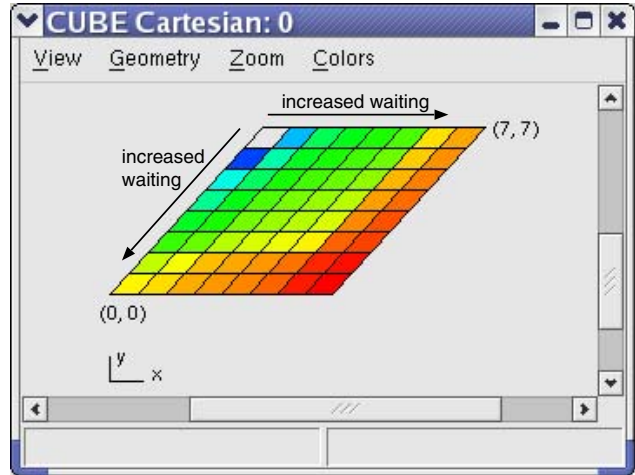 CUBE Cartesian: 0
View Geometry Zoom Colors
increased waiting
(7, 7)
increased
waiting
(0, 0)
y
x